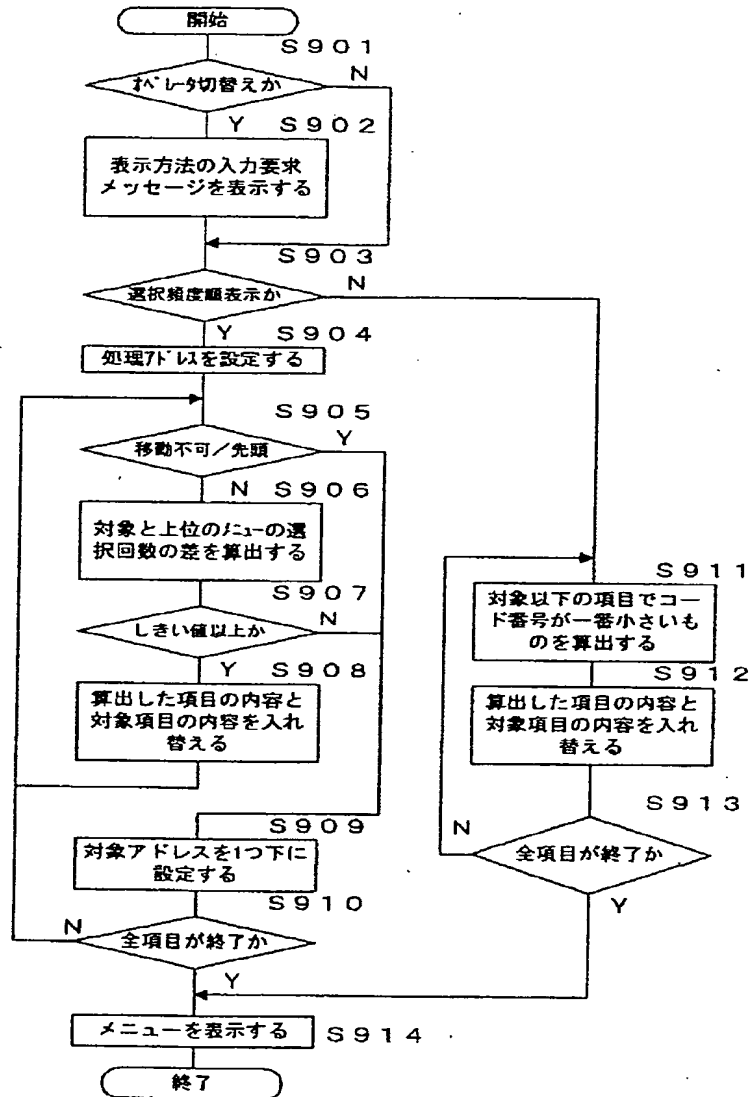 開始
S901
オペレータ切替えか
N
Y
S902
表示方法の入力要求
メッセージを表示する
S903
選択頻度順表示か
N
Y
S904
処理アドレスを設定する
S905
移動不可/先頭
Y
N
S906
対象と上位のメニューの選
択回数の差を算出する
S907
しきい値以上か
N
Y
S908
算出した項目の内容と
対象項目の内容を入れ
替える
S909
対象アドレスを1つ下に
設定する
S910
全項目が終了か
N
Y
S911
対象以下の項目でコー
ド番号が一番小さいも
のを算出する
S912
算出した項目の内容と
対象項目の内容を入れ
替える
S913
全項目が終了か
N
Y
メニューを表示する
S914
終了